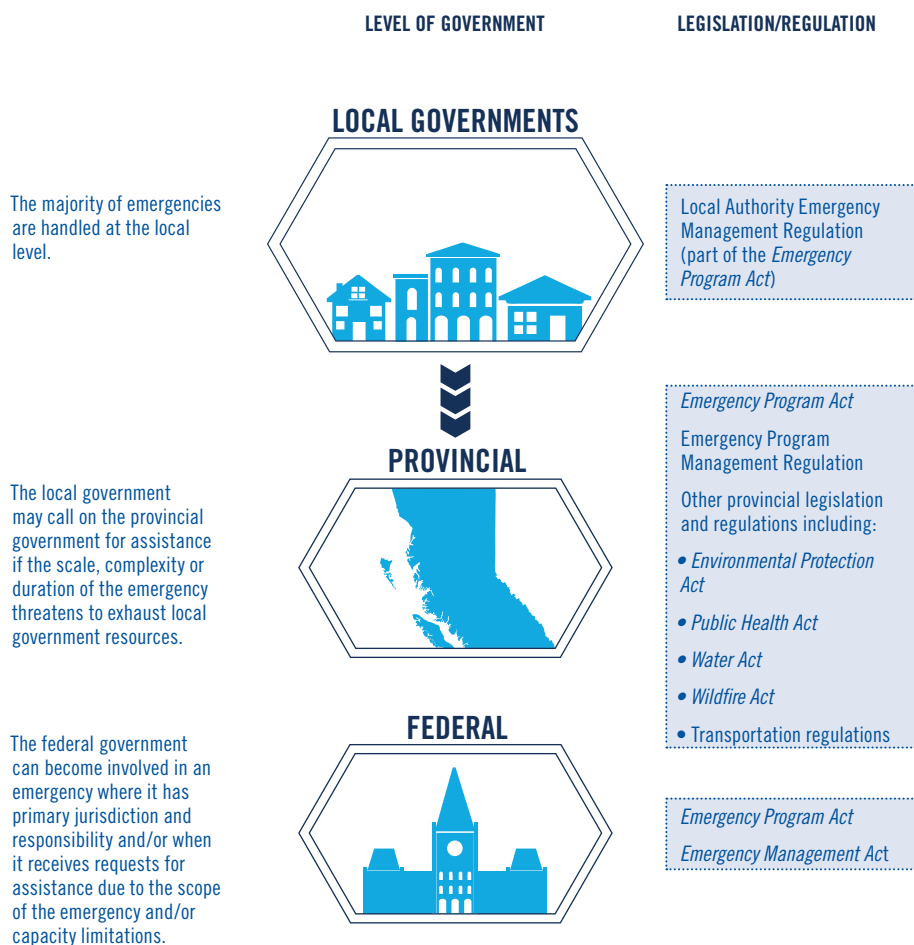 LEVEL OF GOVERNMENT
LEGISLATION/REGULATION
LOCAL GOVERNMENTS
The majority of emergencies
are handled at the local
level.
Local Authority Emergency
Management Regulation
(part of the Emergency
Program Act)
PROVINCIAL
The local government
may call on the provincial
government for assistance
if the scale, complexity or
duration of the emergency
threatens to exhaust local
government resources.
Emergency Program Act
Emergency Program
Management Regulation
Other provincial legislation
and regulations including:
• Environmental Protection
Act
• Public Health Act
• Water Act
• Wildfire Act
• Transportation regulations
FEDERAL
The federal government
can become involved in an
emergency where it has
primary jurisdiction and
responsibility and/or when
it receives requests for
assistance due to the scope
of the emergency and/or
capacity limitations.
Emergency Program Act
Emergency Management Act